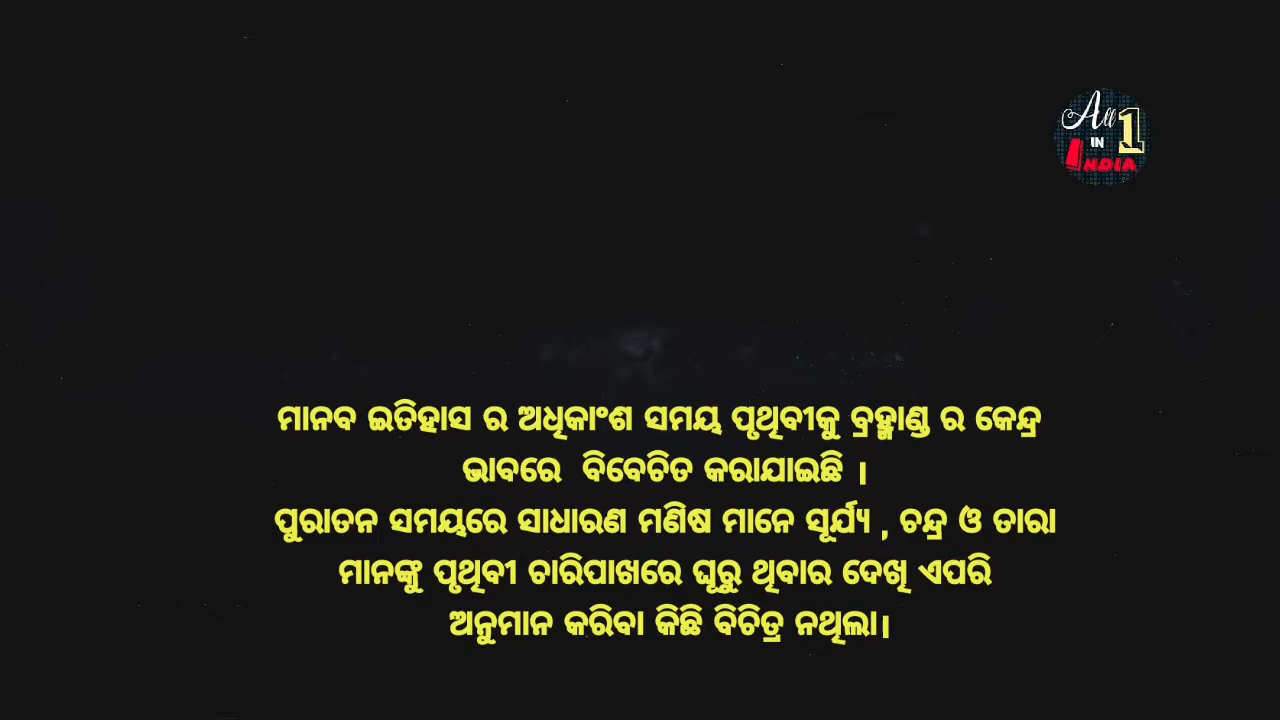 All 1
IN
INDIA
ମାନବ ଇତିହାସ ର ଅଧିକାଂଶ ସମୟ ପୃଥିବୀକୁ ବ୍ରହ୍ମାଣ୍ଡ ର କେନ୍ଦ୍ର
ଭାବରେ ବିବେଚିତ କରାଯାଇଛି ।
ପୁରାତନ ସମୟରେ ସାଧାରଣ ମଣିଷ ମାନେ ସୂର୍ଯ୍ୟ , ଚନ୍ଦ୍ର ଓ ତାରା
ମାନଙ୍କୁ ପୃଥିବୀ ଚାରିପାଖରେ ଘୂରୁ ଥିବାର ଦେଖି ଏପରି
ଅନୁମାନ କରିବା କିଛି ବିଚିତ୍ର ନଥିଲା।